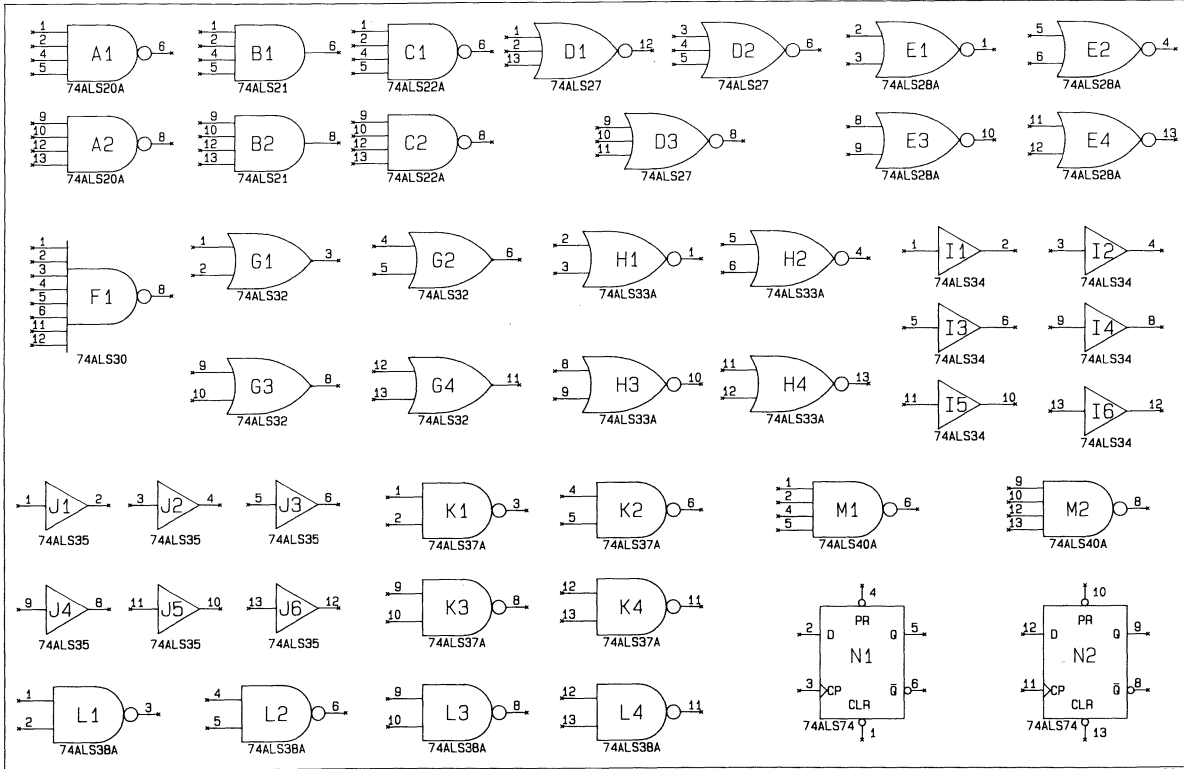 1 2 4 5 A1 6 74ALS20A
1 2 4 5 B1 6 74ALS21
1 2 4 5 C1 6 74ALS22A
1 2 13 D1 12 74ALS27
3 4 5 D2 6 74ALS27
2 3 E1 1 74ALS28A
5 6 E2 4 74ALS28A
9 10 12 13 A2 8 74ALS20A
9 10 12 13 B2 8 74ALS21
9 10 12 13 C2 8 74ALS22A
9 10 11 D3 8 74ALS27
8 9 E3 10 74ALS28A
11 12 E4 13 74ALS28A
1 2 3 4 5 6 11 12 F1 8 74ALS30
1 2 G1 3 74ALS32
4 5 G2 6 74ALS32
2 3 H1 1 74ALS33A
5 6 H2 4 74ALS33A
1 I1 2 74ALS34
3 I2 4 74ALS34
5 I3 6 74ALS34
9 I4 8 74ALS34
9 10 G3 8 74ALS32
12 13 G4 11 74ALS32
8 9 H3 10 74ALS33A
11 12 H4 13 74ALS33A
11 I5 10 74ALS34
13 I6 12 74ALS34
1 J1 2 74ALS35
3 J2 4 74ALS35
5 J3 6 74ALS35
1 2 K1 3 74ALS37A
4 5 K2 6 74ALS37A
1 2 4 5 M1 6 74ALS40A
9 10 12 13 M2 8 74ALS40A
9 J4 8 74ALS35
11 J5 10 74ALS35
13 J6 12 74ALS35
9 10 K3 8 74ALS37A
12 13 K4 11 74ALS37A
4 PR 2 D Q 5 N1 3 CP Q̅ 6 CLR 74ALS74 1
10 PR 12 D Q 9 N2 11 CP Q̅ 8 CLR 74ALS74 13
1 2 L1 3 74ALS38A
4 5 L2 6 74ALS38A
9 10 L3 8 74ALS38A
12 13 L4 11 74ALS38A